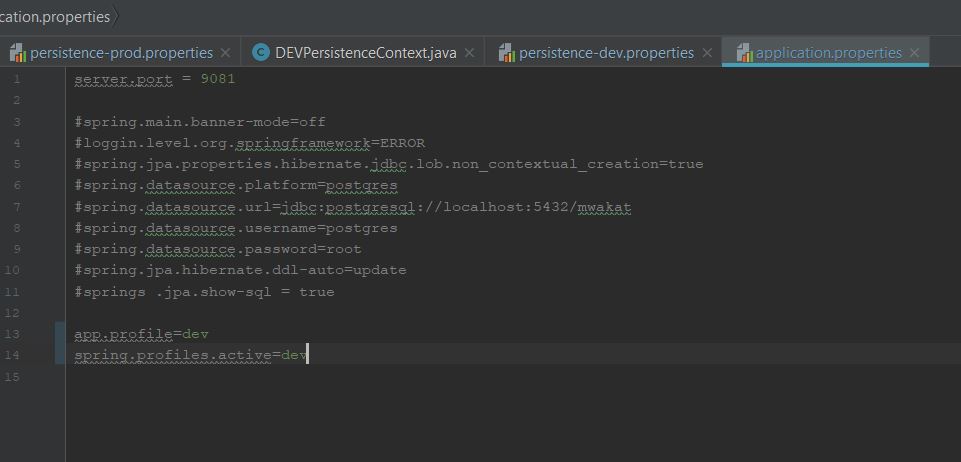 cation.properties
persistence-prod.properties DEVPersistenceContext.java persistence-dev.properties application.properties
1 server.port = 9081
2
3 #spring.main.banner-mode=off
4 #loggin.level.org.springframework=ERROR
5 #spring.jpa.properties.hibernate.jdbc.lob.non_contextual_creation=true
6 #spring.datasource.platform=postgres
7 #spring.datasource.url=jdbc:postgresql://localhost:5432/mwakat
8 #spring.datasource.username=postgres
9 #spring.datasource.password=root
10 #spring.jpa.hibernate.ddl-auto=update
11 #springs .jpa.show-sql = true
12
13 app.profile=dev
14 spring.profiles.active=dev
15